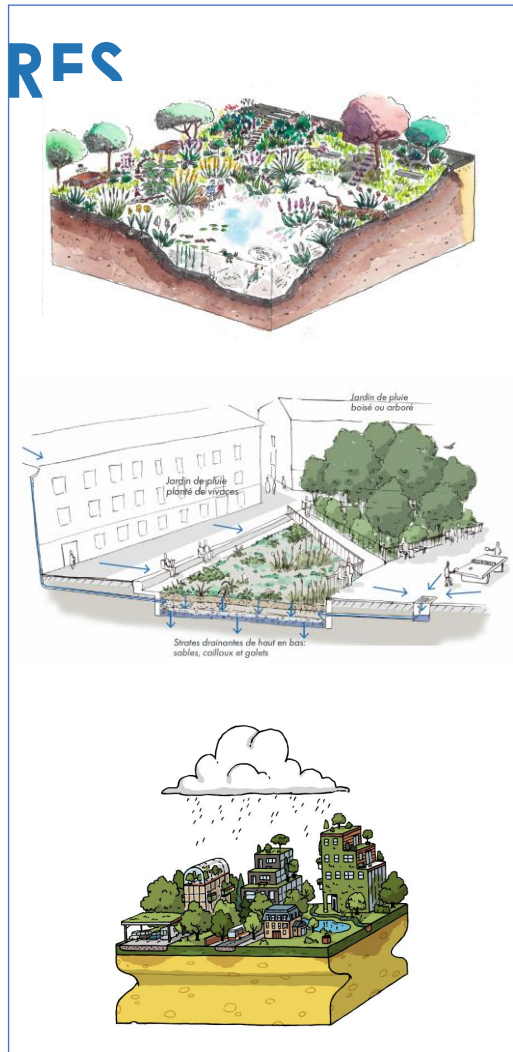 RES
Jardin de pluie
boisé ou arboré
Jardin de pluie
planté de vivaces
Strates drainantes de haut en bas:
sables, cailloux et galets